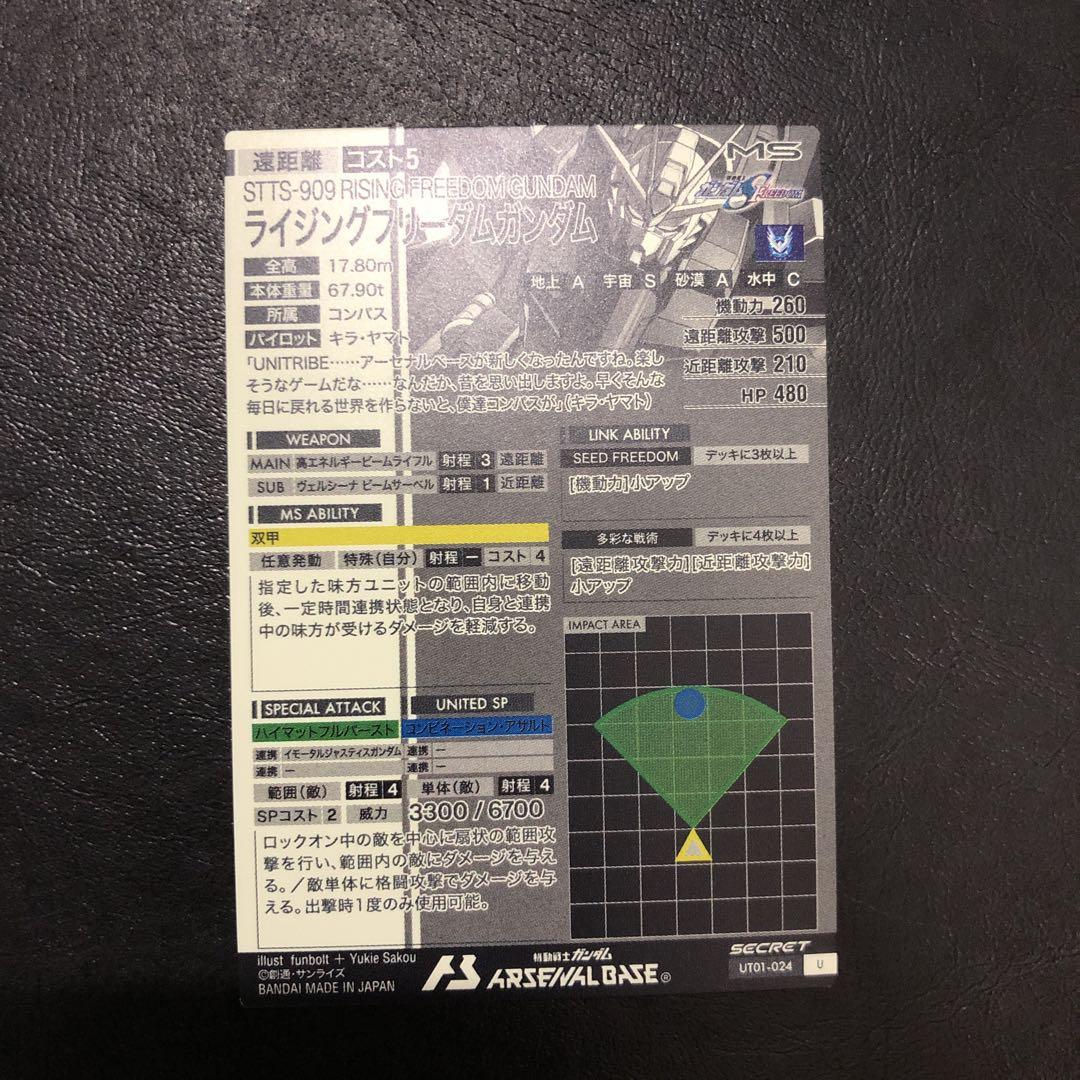 遠距離 コスト5
MS
STTS-909 RISING FREEDOM GUNDAM
ライジングフリーダムガンダム
全高 17.80m
本体重量 67.90t
所属 コンパス
パイロット キラ・ヤマト
地上 A 宇宙 S 砂漠 A 水中 C
機動力 260
遠距離攻撃 500
近距離攻撃 210
HP 480
「UNITRIBE……アーセナルベースが新しくなったんですね。楽し
そうなゲームだな……なんだか、昔を思い出しますよ。早くそんな
毎日に戻れる世界を作らないと、僕達コンパスが」(キラ・ヤマト)
WEAPON
MAIN 高エネルギービームライフル 射程 3 遠距離
SUB ヴェルシーナ ビームサーベル 射程 1 近距離
MS ABILITY
双甲
任意発動 特殊(自分) 射程 ー コスト 4
指定した味方ユニットの範囲内に移動
後、一定時間連携状態となり、自身と連携
中の味方が受けるダメージを軽減する。
LINK ABILITY
SEED FREEDOM デッキに3枚以上
[機動力]小アップ
多彩な戦術 デッキに4枚以上
[遠距離攻撃力][近距離攻撃力]
小アップ
SPECIAL ATTACK UNITED SP
ハイマットフルバースト コンビネーション・アサルト
連携 イモータルジャスティスガンダム 連携 ー
連携 ー 連携 ー
範囲(敵) 射程 4 単体(敵) 射程 4
SPコスト 2 威力 3300 / 6700
ロックオン中の敵を中心に扇状の範囲攻
撃を行い、範囲内の敵にダメージを与え
る。/敵単体に格闘攻撃でダメージを与
える。出撃時1度のみ使用可能。
IMPACT AREA
illust funbolt + Yukie Sakou
©創通・サンライズ
BANDAI MADE IN JAPAN
機動戦士ガンダム
ARSENAL BASE®
SECRET
UT01-024 U